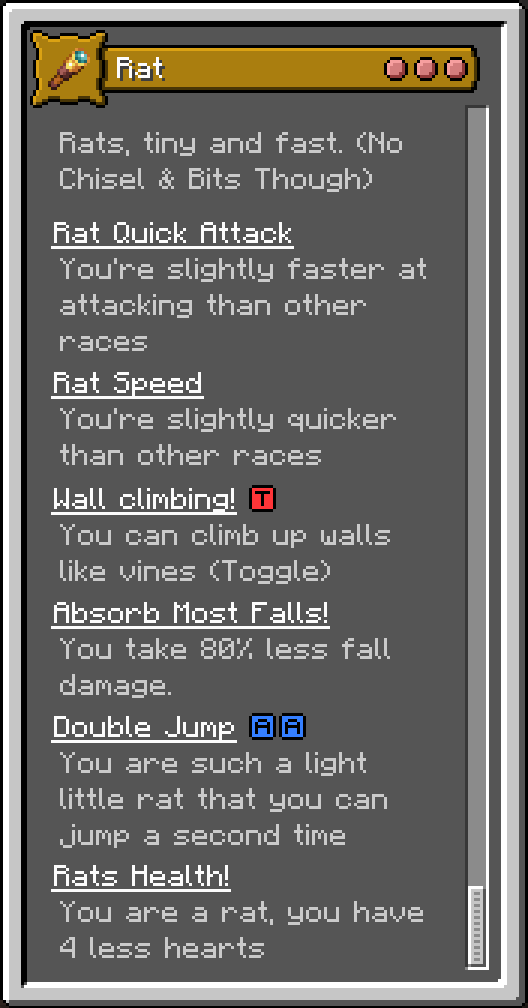 Rat
Rats, tiny and fast. (No
Chisel & Bits Though)
Rat Quick Attack
You're slightly faster at
attacking than other
races
Rat Speed
You're slightly quicker
than other races
Wall climbing! T
You can climb up walls
like vines (Toggle)
Absorb Most Falls!
You take 80% less fall
damage.
Double Jump A A
You are such a light
little rat that you can
jump a second time
Rats Health!
You are a rat, you have
4 less hearts